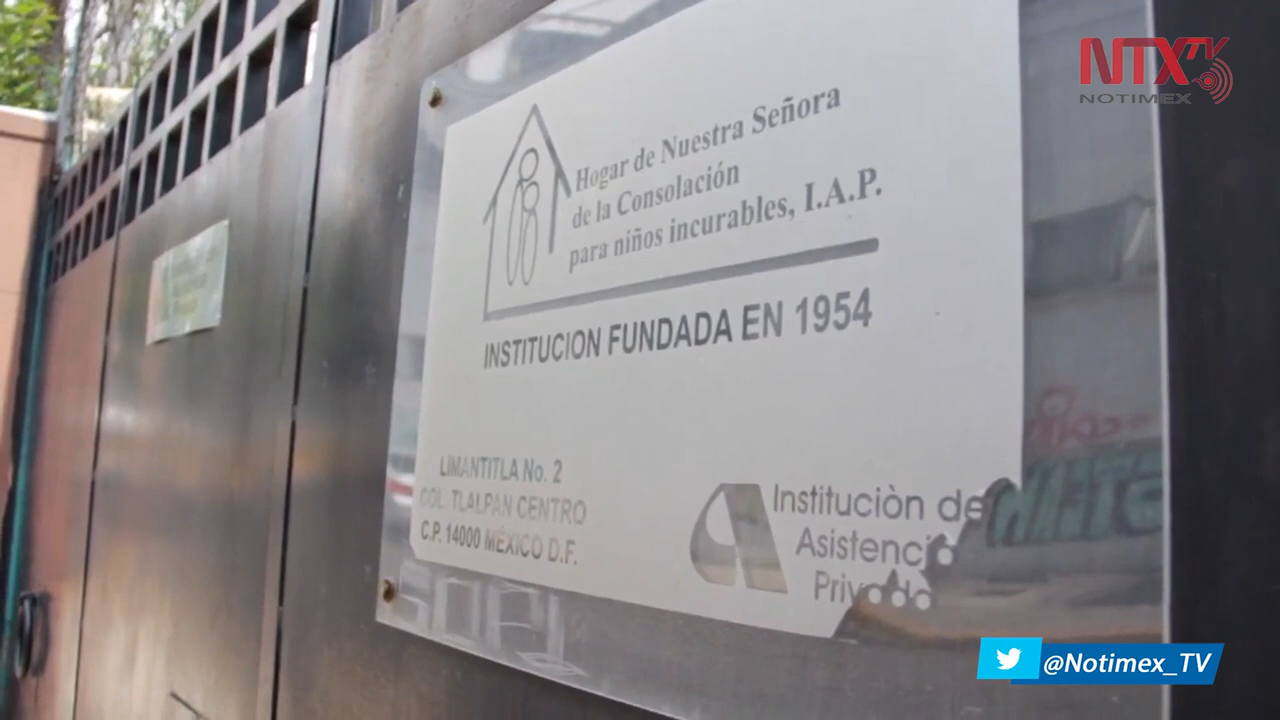 NTXTV
NOTIMEX
Hogar de Nuestra Señora
de la Consolación
para niños incurables, I.A.P.
INSTITUCION FUNDADA EN 1954
LIMANTITLA No. 2
COL. TLALPAN CENTRO
C.P. 14000 MÉXICO D.F.
Instituciòn de
Asistencia
Privada
@Notimex_TV